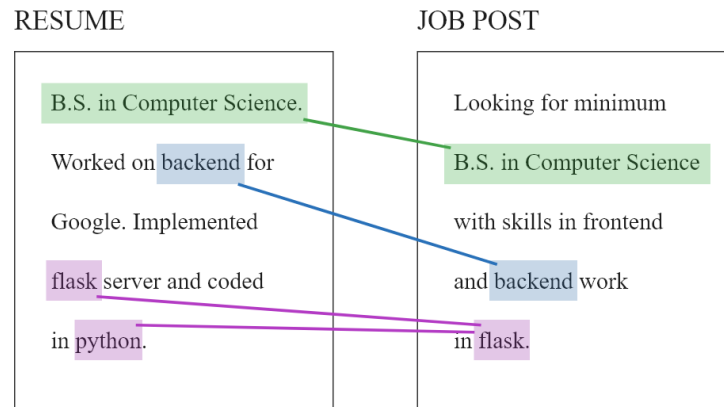 RESUME
B.S. in Computer Science.
Worked on backend for
Google. Implemented
flask server and coded
in python.
JOB POST
Looking for minimum
B.S. in Computer Science
with skills in frontend
and backend work
in flask.